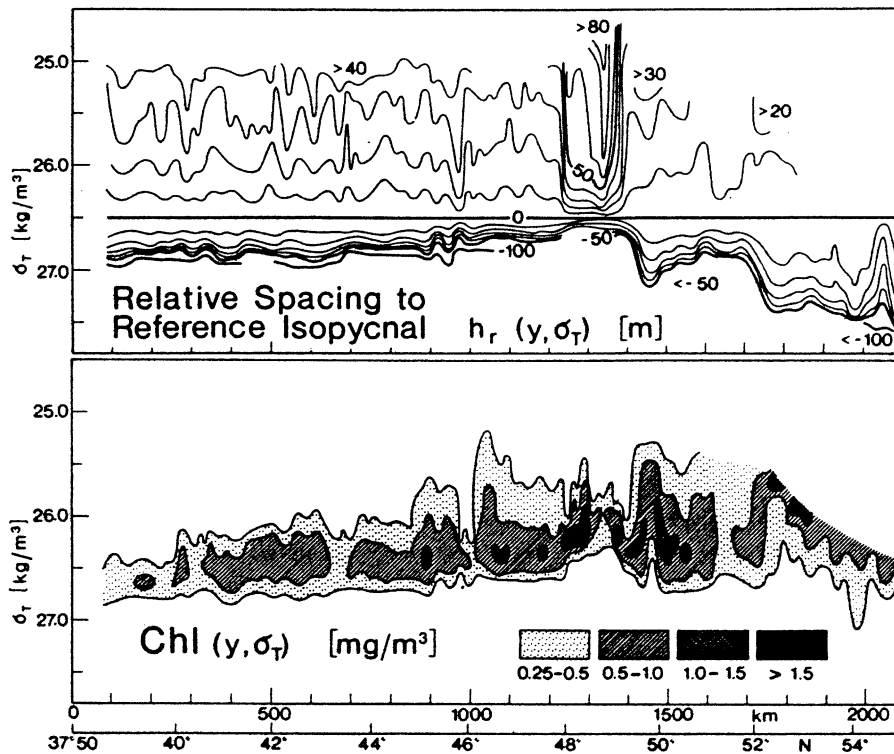 >80
25.0
>40
>30
>20
26.0
50
0
-50
-100
27.0
<-50
<-100
σT [kg/m³]
Relative Spacing to
Reference Isopycnal hr (y,σT) [m]
25.0
26.0
27.0
σT [kg/m³]
Chl (y,σT) [mg/m³]
0.25-0.5 0.5-1.0 1.0-1.5 > 1.5
0 500 1000 1500 km 2000
37°50 40° 42° 44° 46° 48° 50° 52° N 54°